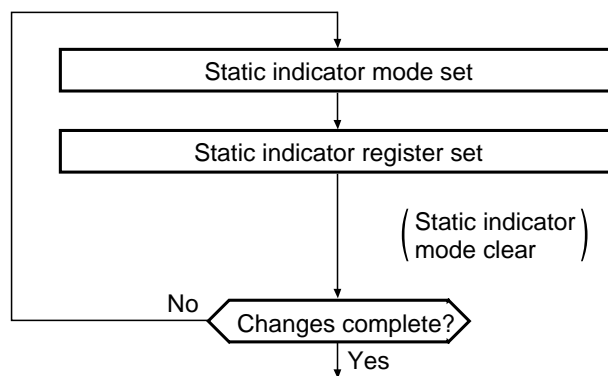 Static indicator mode set
Static indicator register set
(Static indicator
mode clear)
No
Changes complete?
Yes